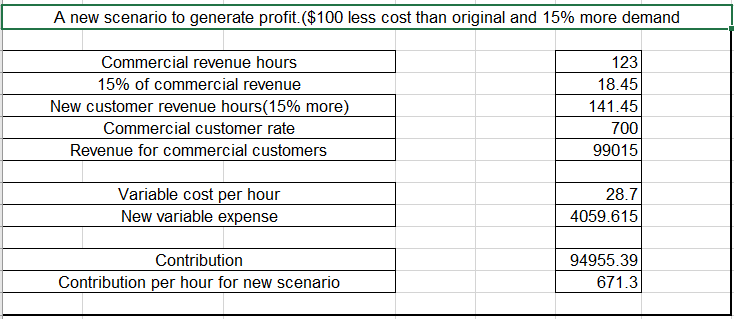 A new scenario to generate profit.($100 less cost than original and 15% more demand
Commercial revenue hours 123
15% of commercial revenue 18.45
New customer revenue hours(15% more) 141.45
Commercial customer rate 700
Revenue for commercial customers 99015
Variable cost per hour 28.7
New variable expense 4059.615
Contribution 94955.39
Contribution per hour for new scenario 671.3